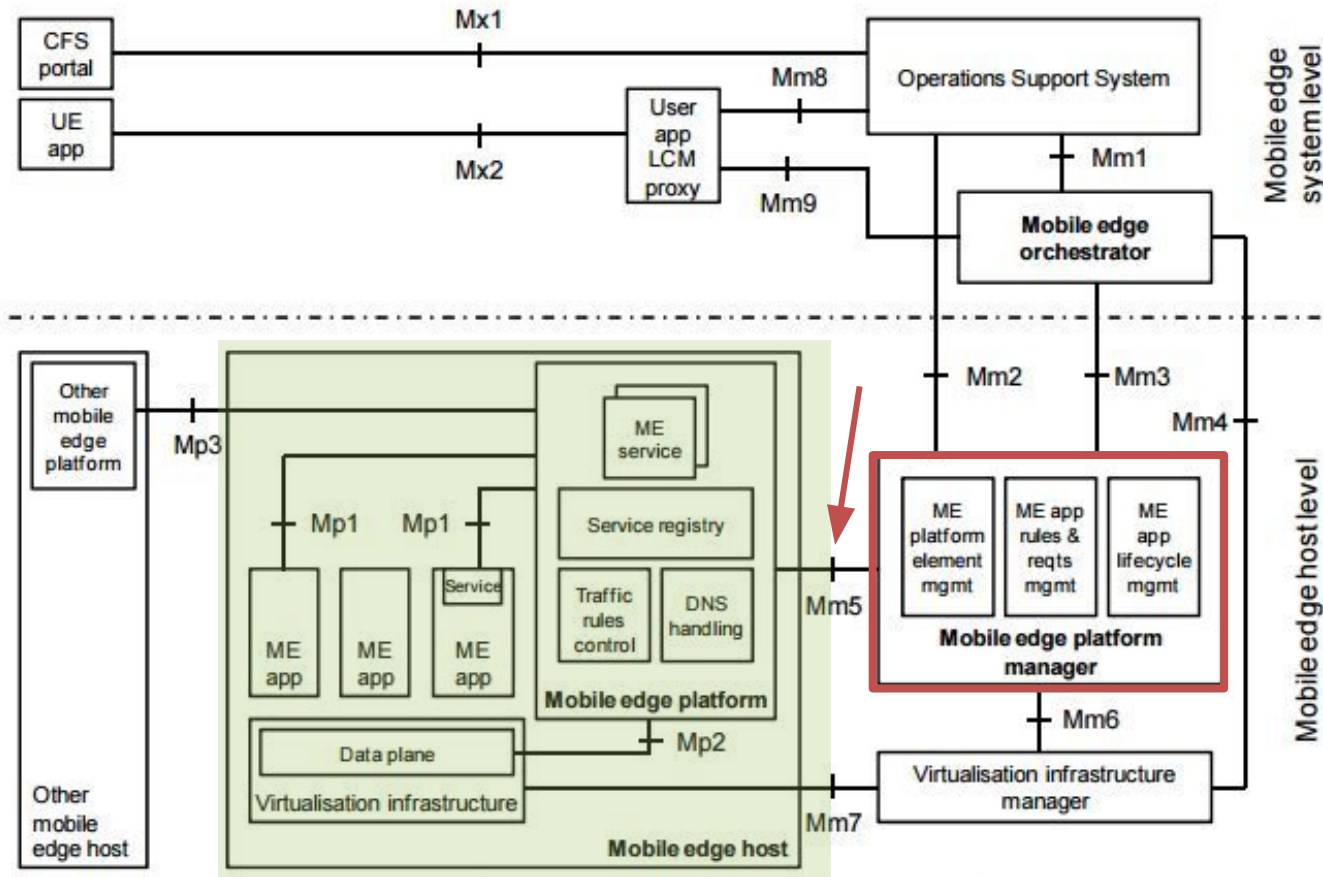 CFS
portal
Mx1
Operations Support System
UE
app
Mx2
User
app
LCM
proxy
Mm8
Mm9
Mm1
Mobile edge
orchestrator
Mobile edge
system level
Other
mobile
edge
platform
Mp3
Other
mobile
edge host
ME
service
Service registry
Traffic
rules
control
DNS
handling
Mobile edge platform
Mp1
Mp1
ME
app
ME
app
Service
ME
app
Mp2
Data plane
Virtualisation infrastructure
Mobile edge host
Mm5
Mm7
Mm2
Mm3
Mm4
ME
platform
element
mgmt
ME app
rules &
reqts
mgmt
ME
app
lifecycle
mgmt
Mobile edge platform
manager
Mm6
Virtualisation infrastructure
manager
Mobile edge host level